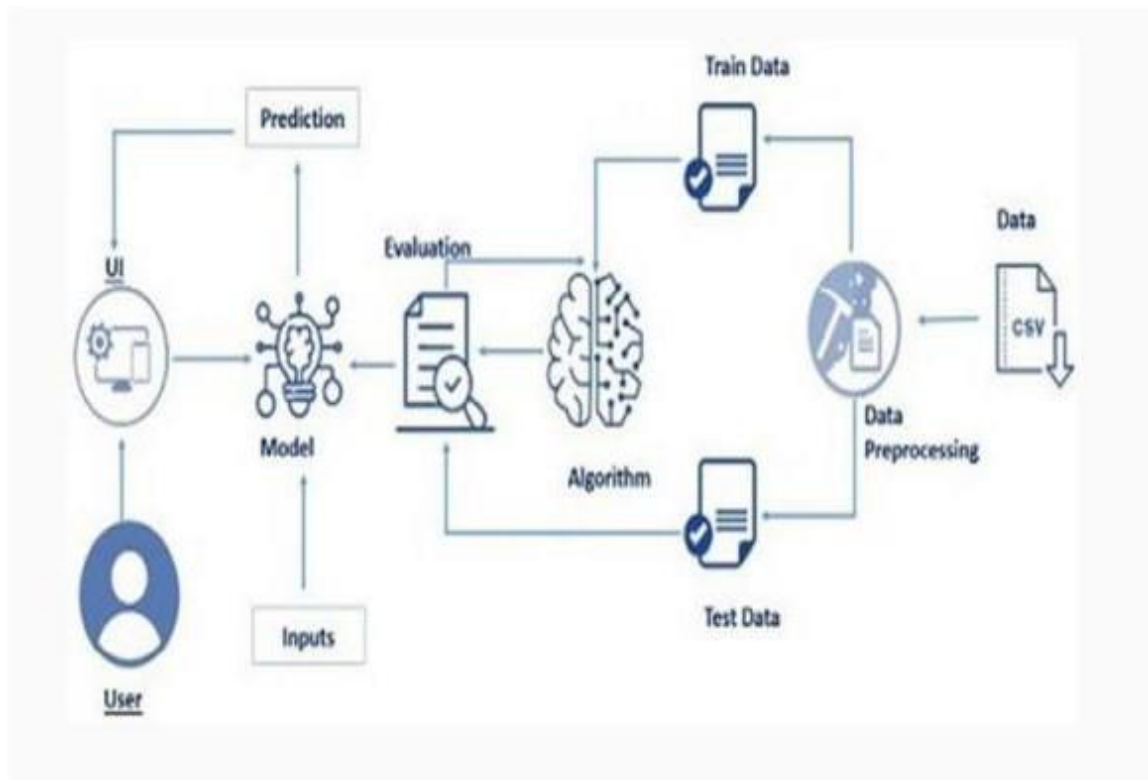 Train Data
Prediction
Data
Evaluation
UI
CSV
Data
Preprocessing
Model
Algorithm
Test Data
Inputs
User